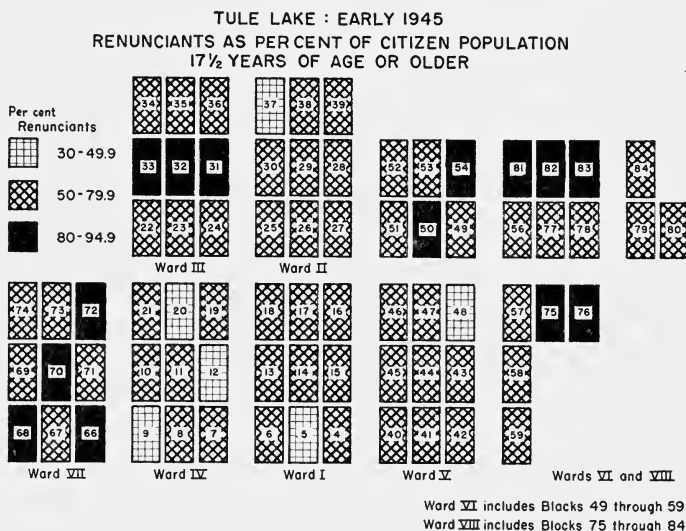 TULE LAKE : EARLY 1945
RENUNCIANTS AS PER CENT OF CITIZEN POPULATION
17½ YEARS OF AGE OR OLDER
Per cent
Renunciants
30-49.9
50-79.9
80-94.9
34 35 36 37 38 39
33 32 31 30 29 28 52 53 54 81 82 83 84
22 23 24 25 26 27 51 50 49 56 77 78 79 80
Ward III Ward II
74 73 72 21 20 19 18 17 16 46 47 48 57 75 76
69 70 71 10 11 12 13 14 15 45 44 43 58
68 67 66 9 8 7 6 5 4 40 41 42 59
Ward VII Ward IV Ward I Ward V Wards VI and VIII
Ward VI includes Blocks 49 through 59
Ward VIII includes Blocks 75 through 84